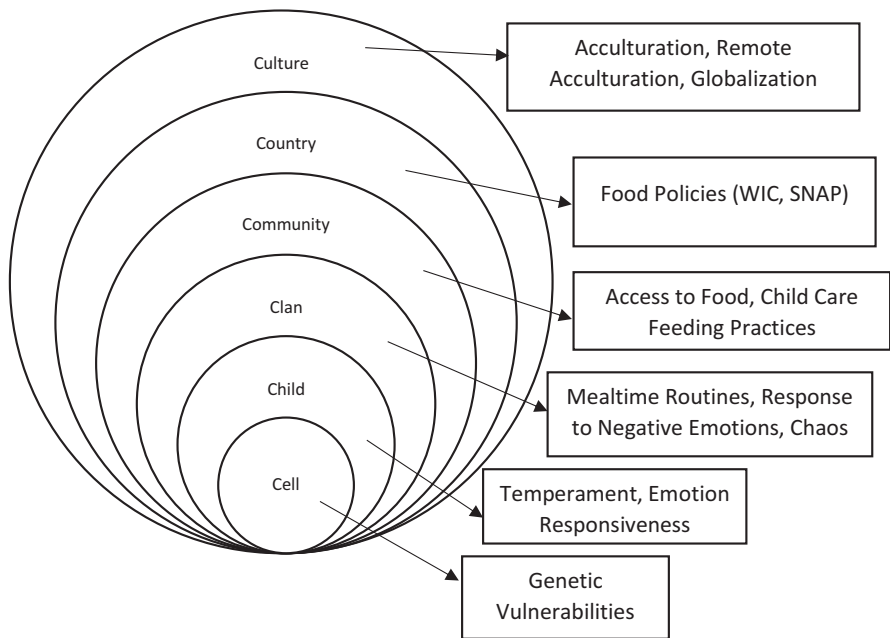 Culture
Acculturation, Remote
Acculturation, Globalization
Country
Food Policies (WIC, SNAP)
Community
Access to Food, Child Care
Feeding Practices
Clan
Mealtime Routines, Response
to Negative Emotions, Chaos
Child
Temperament, Emotion
Responsiveness
Cell
Genetic
Vulnerabilities